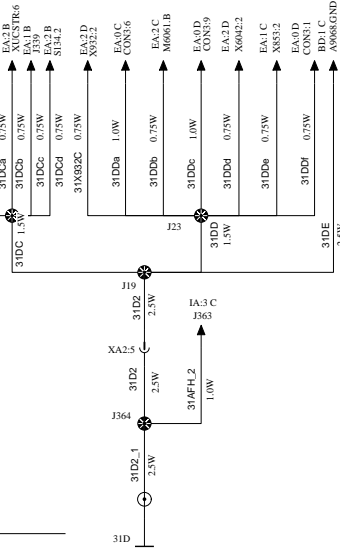 EA:2 B
XUCSTR:6
EA:1 B
J339
EA:2 B
S134.2
EA:2 D
X932:2
EA:0 C
CON3:6
EA:2 C
M6061:B
EA:0 D
CON3:9
EA:2 D
X6042:2
EA:1 C
X853:2
EA:0 D
CON3:1
BD:1 C
A9068.GND
31DCa
0.75W
31DCb
0.75W
31DCc
0.75W
31DCd
0.75W
31X932C
0.75W
31DDa
1.0W
31DDb
0.75W
31DDc
1.0W
31DDd
0.75W
31DDe
0.75W
31DDf
0.75W
31DC
1.5W
J23
31DD
1.5W
31DE
2.5W
J19
31D2
2.5W
IA:3 C
J363
XA2:5
31D2
2.5W
31AFH_2
1.0W
J364
31D2_1
2.5W
31D